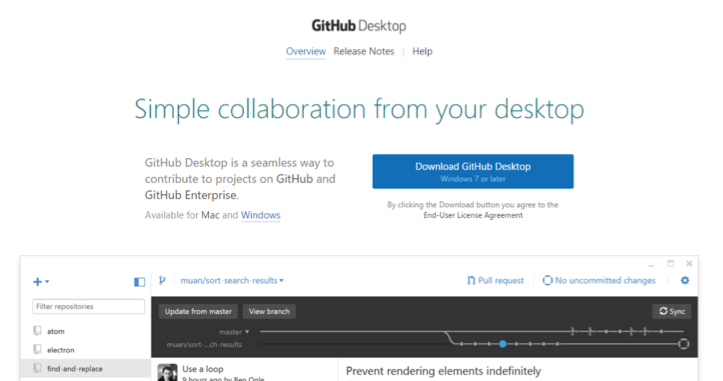 GitHub Desktop
Overview Release Notes Help
Simple collaboration from your desktop
GitHub Desktop is a seamless way to
contribute to projects on GitHub and
GitHub Enterprise.
Available for Mac and Windows
Download GitHub Desktop
Windows 7 or later
By clicking the Download button you agree to the
End-User License Agreement
muan/sort-search-results
Pull request
No uncommitted changes
Filter repositories
atom
electron
find-and-replace
Update from master
View branch
Sync
master
muan/sort-...ch-results
Use a loop
9 hours ago by Ben Ogle
Prevent rendering elements indefinitely